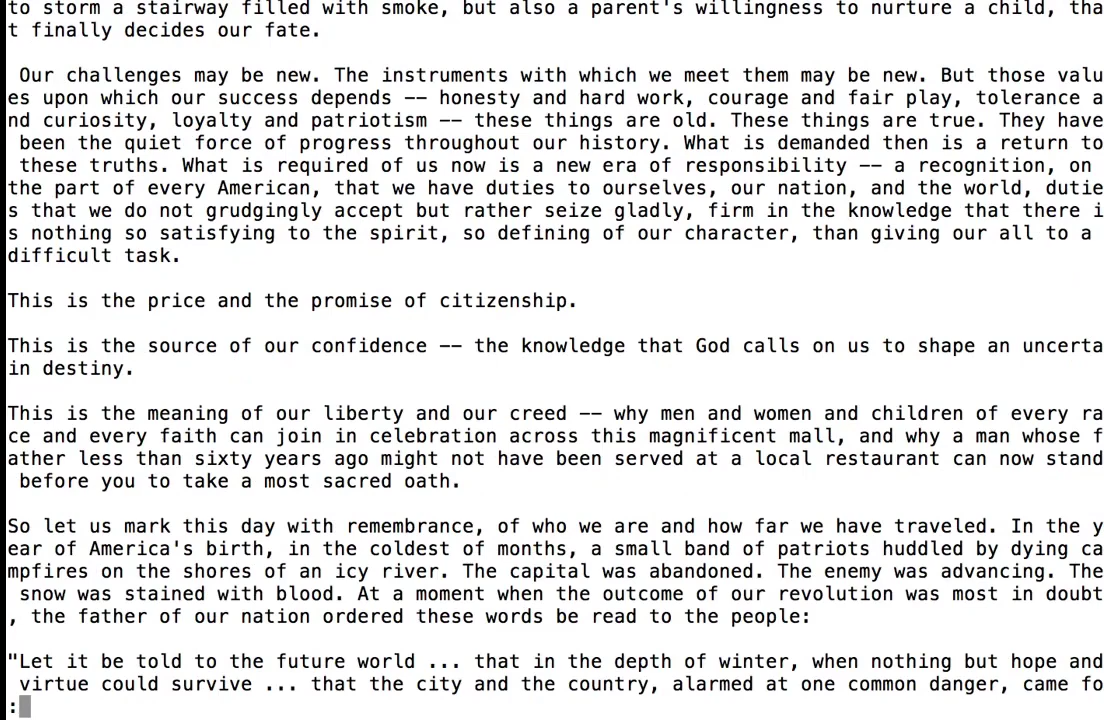 to storm a stairway filled with smoke, but also a parent's willingness to nurture a child, tha
t finally decides our fate.
 Our challenges may be new. The instruments with which we meet them may be new. But those valu
es upon which our success depends -- honesty and hard work, courage and fair play, tolerance a
nd curiosity, loyalty and patriotism -- these things are old. These things are true. They have
 been the quiet force of progress throughout our history. What is demanded then is a return to
 these truths. What is required of us now is a new era of responsibility -- a recognition, on
the part of every American, that we have duties to ourselves, our nation, and the world, dutie
s that we do not grudgingly accept but rather seize gladly, firm in the knowledge that there i
s nothing so satisfying to the spirit, so defining of our character, than giving our all to a
difficult task.
This is the price and the promise of citizenship.
This is the source of our confidence -- the knowledge that God calls on us to shape an uncerta
in destiny.
This is the meaning of our liberty and our creed -- why men and women and children of every ra
ce and every faith can join in celebration across this magnificent mall, and why a man whose f
ather less than sixty years ago might not have been served at a local restaurant can now stand
 before you to take a most sacred oath.
So let us mark this day with remembrance, of who we are and how far we have traveled. In the y
ear of America's birth, in the coldest of months, a small band of patriots huddled by dying ca
mpfires on the shores of an icy river. The capital was abandoned. The enemy was advancing. The
 snow was stained with blood. At a moment when the outcome of our revolution was most in doubt
, the father of our nation ordered these words be read to the people:
"Let it be told to the future world ... that in the depth of winter, when nothing but hope and
 virtue could survive ... that the city and the country, alarmed at one common danger, came fo
: